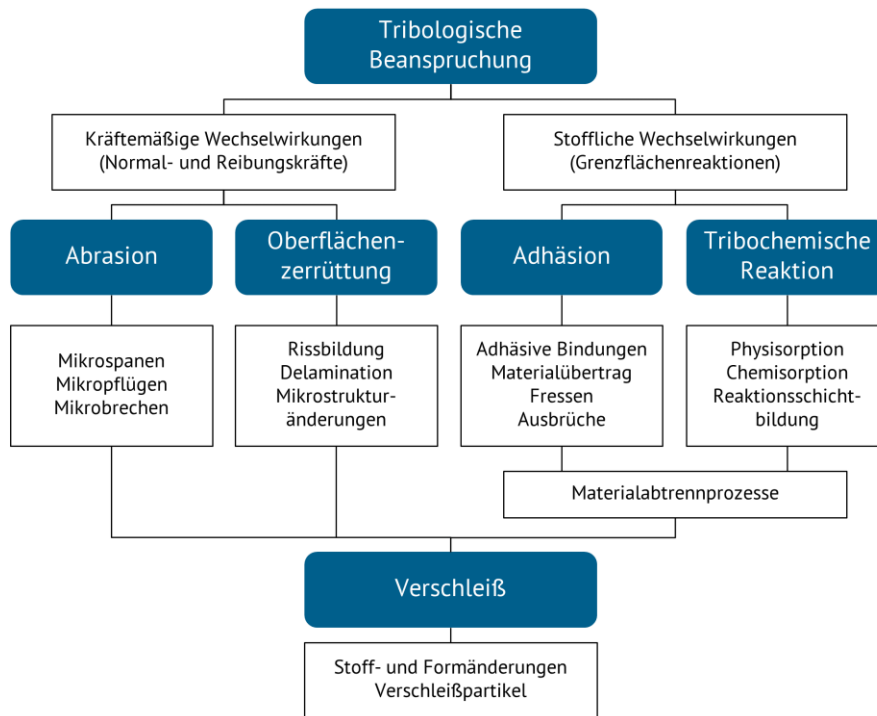 Tribologische
Beanspruchung
Kräftemäßige Wechselwirkungen
(Normal- und Reibungskräfte)
Stoffliche Wechselwirkungen
(Grenzflächenreaktionen)
Abrasion
Oberflächen-
zerrüttung
Adhäsion
Tribochemische
Reaktion
Mikrospanen
Mikropflügen
Mikrobrechen
Rissbildung
Delamination
Mikrostruktur-
änderungen
Adhäsive Bindungen
Materialübertrag
Fressen
Ausbrüche
Physisorption
Chemisorption
Reaktionsschicht-
bildung
Materialabtrennprozesse
Verschleiß
Stoff- und Formänderungen
Verschleißpartikel